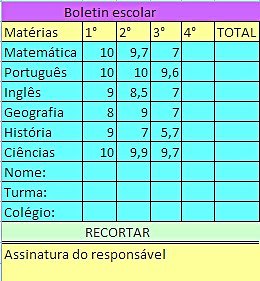 Boletin escolar
Matérias 1° 2° 3° 4° TOTAL
Matemática 10 9,7 7
Português 10 10 9,6
Inglês 9 8,5 7
Geografia 8 9 7
História 9 7 5,7
Ciências 10 9,9 9,7
Nome:
Turma:
Colégio:
RECORTAR
Assinatura do responsável